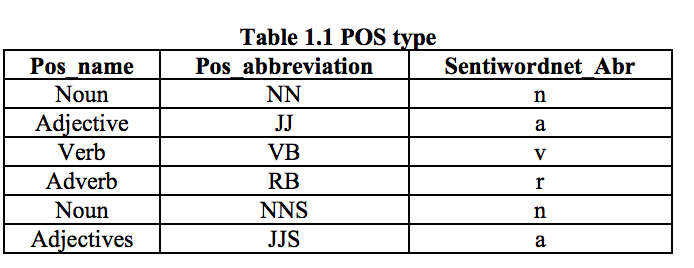 Table 1.1 POS type
Pos_name Pos_abbreviation Sentiwordnet_Abr
Noun NN n
Adjective JJ a
Verb VB v
Adverb RB r
Noun NNS n
Adjectives JJS a